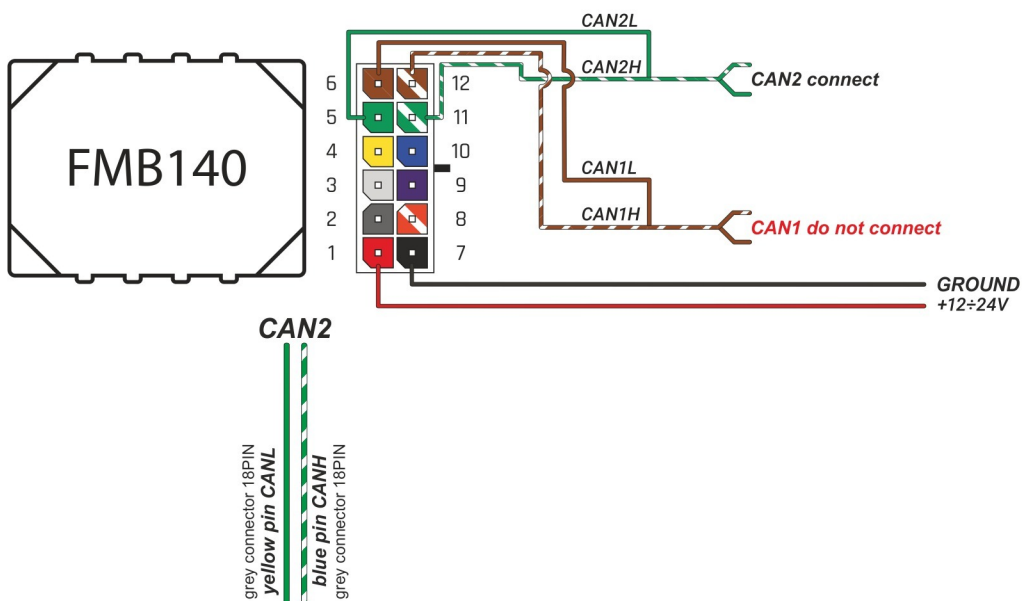 CAN2L
CAN2H
CAN2 connect
FMB140
6
12
5
11
4
10
3
9
2
8
1
7
CAN1L
CAN1H
CAN1 do not connect
GROUND
+12÷24V
CAN2
grey connector 18PIN
yellow pin CANL
blue pin CANH
grey connector 18PIN